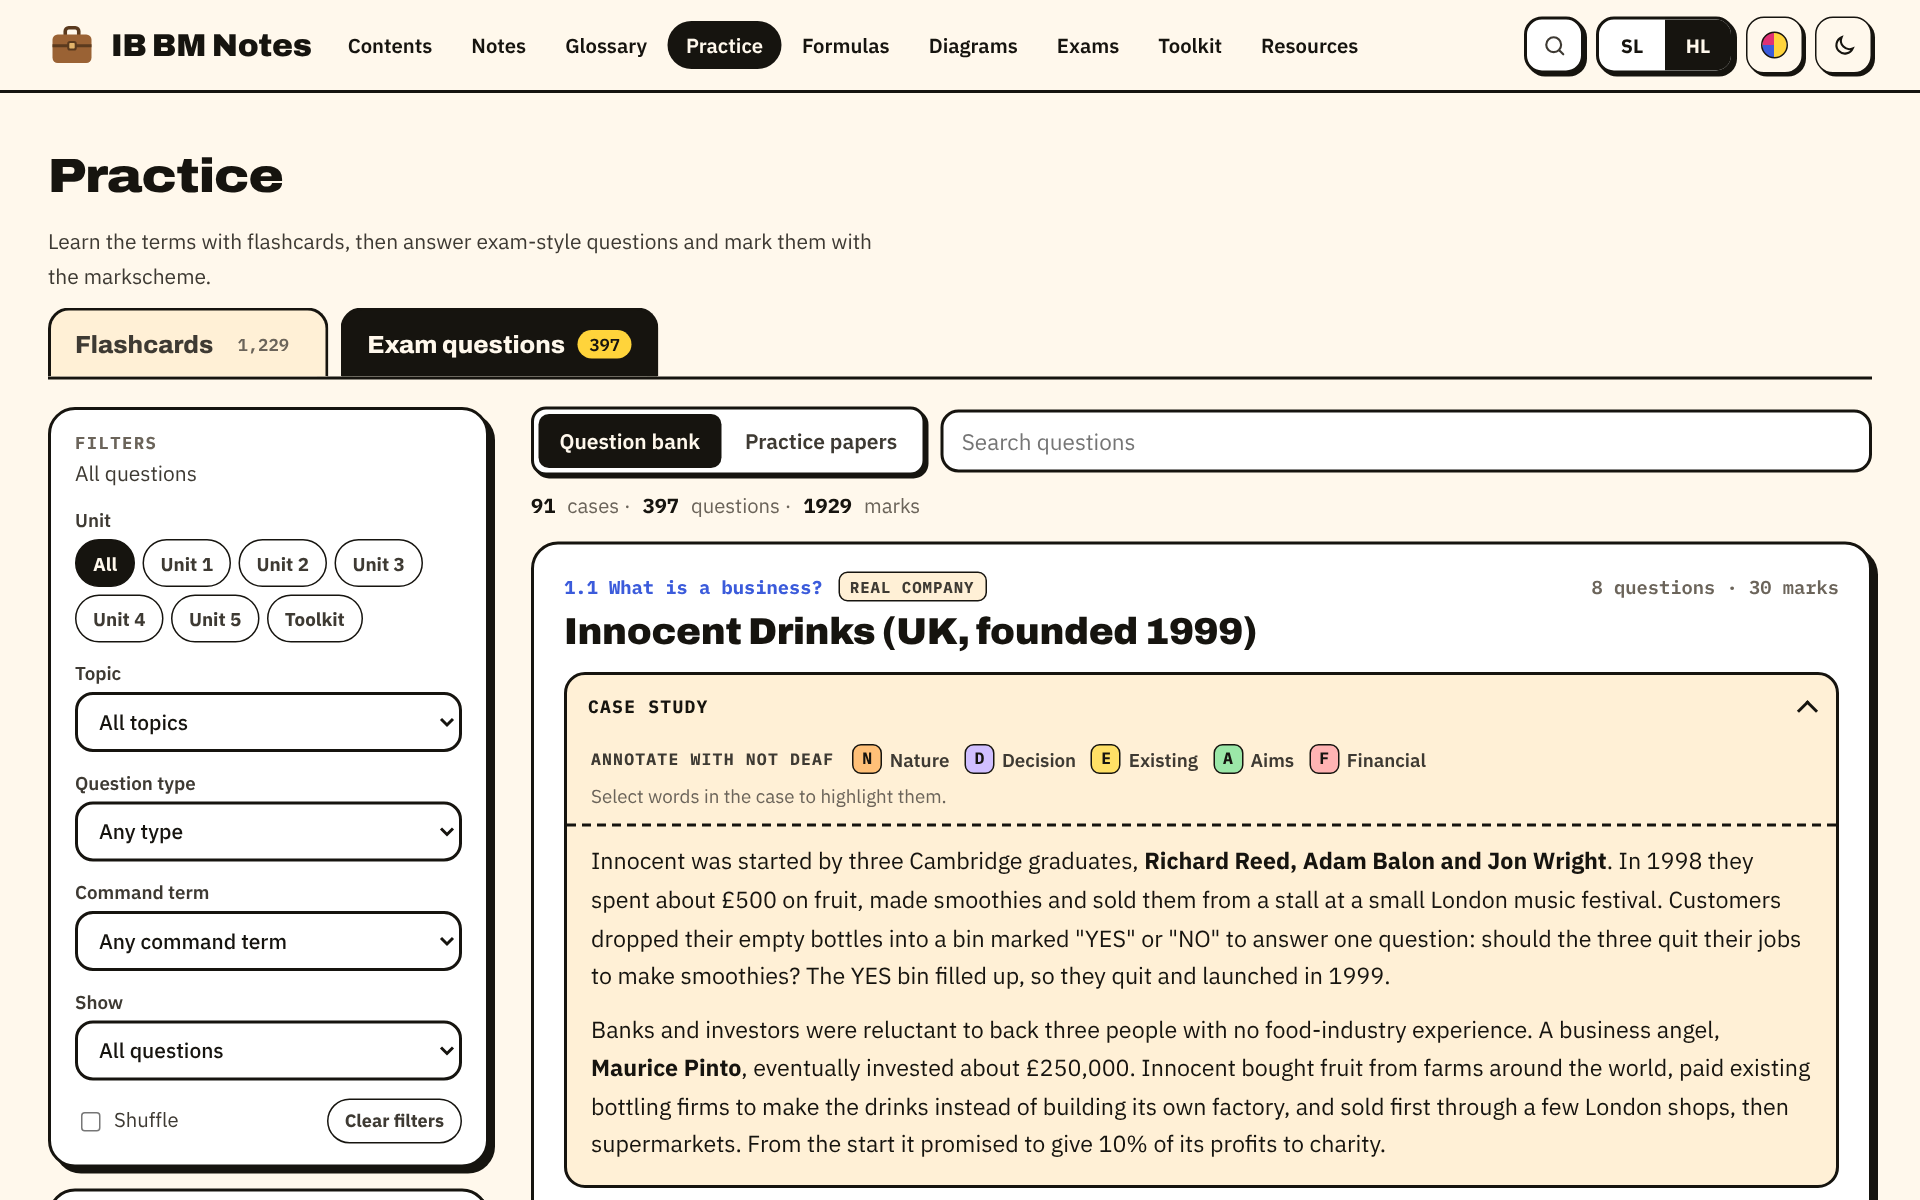 IB BM Notes
Contents
Notes
Glossary
Practice
Formulas
Diagrams
Exams
Toolkit
Resources
SL
HL
Practice
Learn the terms with flashcards, then answer exam-style questions and mark them with
the markscheme.
Flashcards 1,229
Exam questions 397
FILTERS
All questions
Unit
All
Unit 1
Unit 2
Unit 3
Unit 4
Unit 5
Toolkit
Topic
All topics
Question type
Any type
Command term
Any command term
Show
All questions
Shuffle
Clear filters
Question bank
Practice papers
Search questions
91 cases · 397 questions · 1929 marks
1.1 What is a business?
REAL COMPANY
8 questions · 30 marks
Innocent Drinks (UK, founded 1999)
CASE STUDY
ANNOTATE WITH NOT DEAF
N Nature
D Decision
E Existing
A Aims
F Financial
Select words in the case to highlight them.
Innocent was started by three Cambridge graduates, Richard Reed, Adam Balon and Jon Wright. In 1998 they
spent about £500 on fruit, made smoothies and sold them from a stall at a small London music festival. Customers
dropped their empty bottles into a bin marked "YES" or "NO" to answer one question: should the three quit their jobs
to make smoothies? The YES bin filled up, so they quit and launched in 1999.
Banks and investors were reluctant to back three people with no food-industry experience. A business angel,
Maurice Pinto, eventually invested about £250,000. Innocent bought fruit from farms around the world, paid existing
bottling firms to make the drinks instead of building its own factory, and sold first through a few London shops, then
supermarkets. From the start it promised to give 10% of its profits to charity.